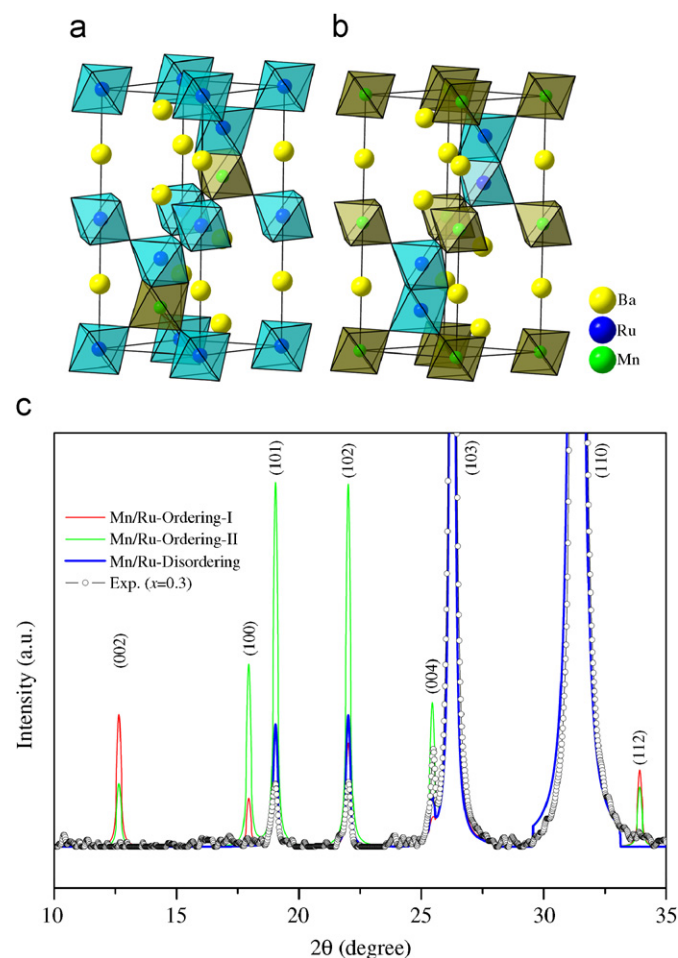 a
b
Ba
Ru
Mn
c
(002)
(100)
(101)
(102)
(004)
(103)
(110)
(112)
Mn/Ru-Ordering-I
Mn/Ru-Ordering-II
Mn/Ru-Disordering
Exp. (x=0.3)
Intensity (a.u.)
10 15 20 25 30 35
2θ (degree)